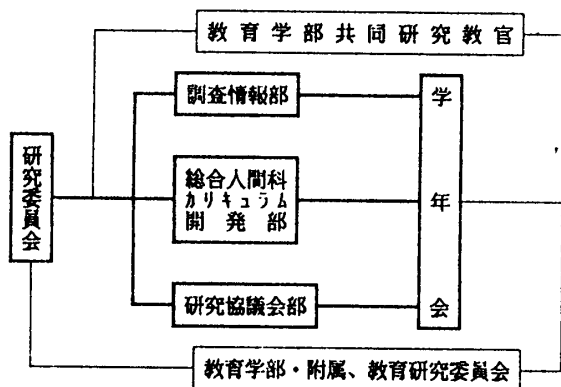 教育学部共同研究教官
調査情報部
研究委員会
総合人間科
カリキュラム
開発部
学年会
研究協議会部
教育学部・附属、教育研究委員会